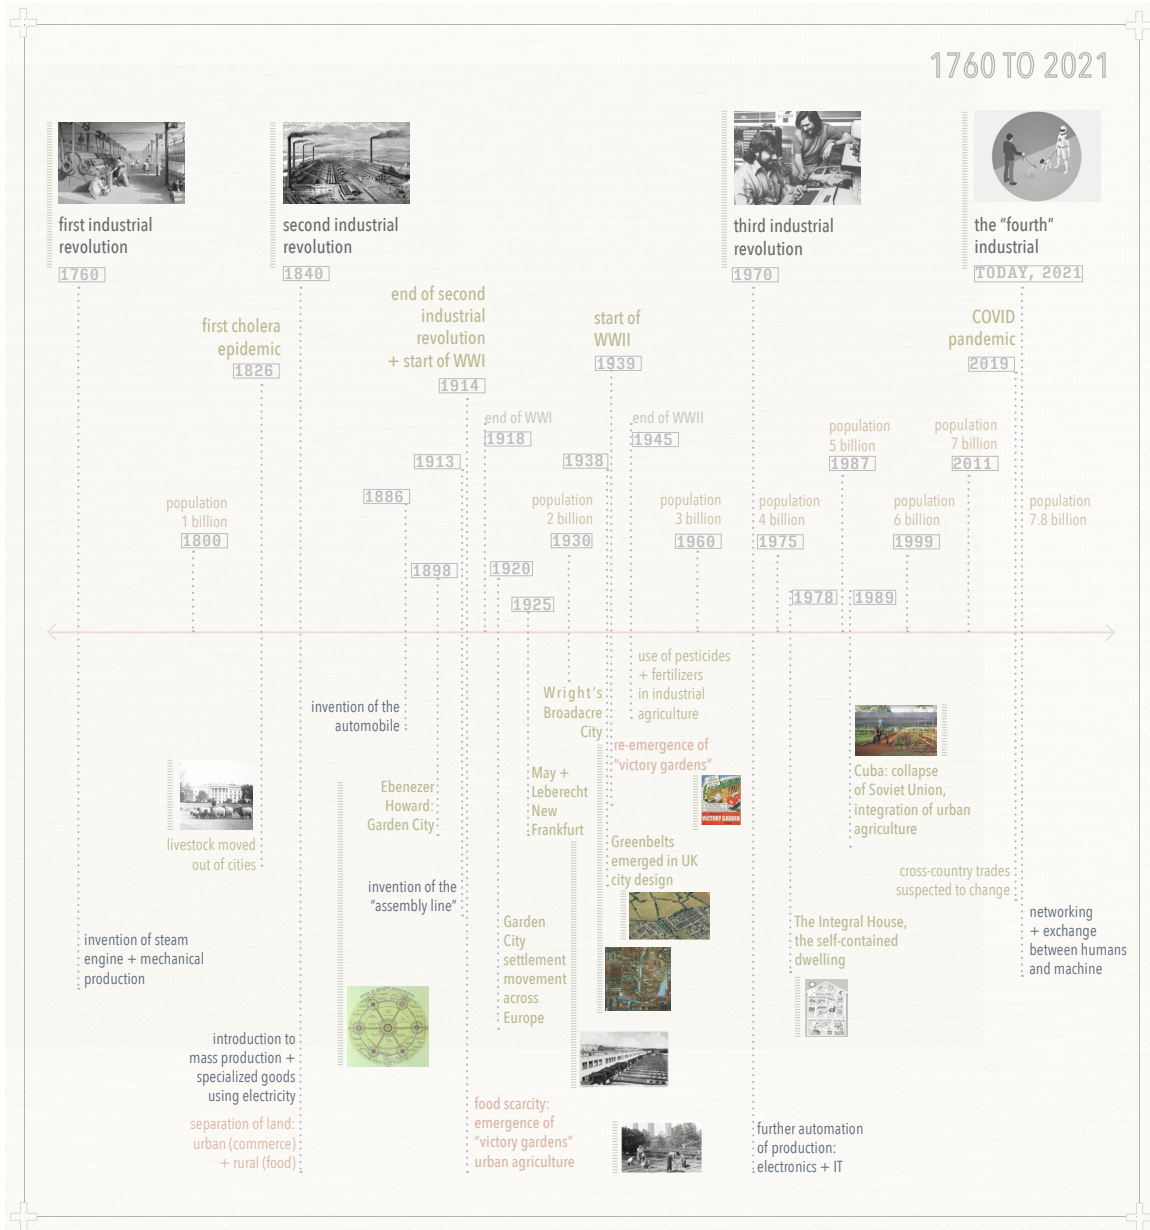 1760 TO 2021
first industrial
revolution
1760
second industrial
revolution
1840
third industrial
revolution
1970
the “fourth”
industrial
TODAY, 2021
first cholera
epidemic
1826
end of second
industrial
revolution
+ start of WWI
1914
start of
WWII
1939
COVID
pandemic
2019
end of WWI
1918
end of WWII
1945
1913
1938
1886
population
5 billion
1987
population
7 billion
2011
population
1 billion
1800
population
2 billion
1930
population
3 billion
1960
population
4 billion
1975
population
6 billion
1999
population
7.8 billion
1898
1920
1925
1978
1989
use of pesticides
+ fertilizers
in industrial
agriculture
Wright's
Broadacre
City
invention of the
automobile
re-emergence of
“victory gardens”
VICTORY GARDEN
May +
Leberecht
New
Frankfurt
Ebenezer
Howard:
Garden City
Cuba: collapse
of Soviet Union,
integration of urban
agriculture
livestock moved
out of cities
Greenbelts
emerged in UK
city design
invention of the
“assembly line”
cross-country trades
suspected to change
invention of steam
engine + mechanical
production
Garden
City
settlement
movement
across
Europe
The Integral House,
the self-contained
dwelling
networking
+ exchange
between humans
and machine
introduction to
mass production +
specialized goods
using electricity
separation of land:
urban (commerce)
+ rural (food)
food scarcity:
emergence of
“victory gardens”
urban agriculture
further automation
of production:
electronics + IT